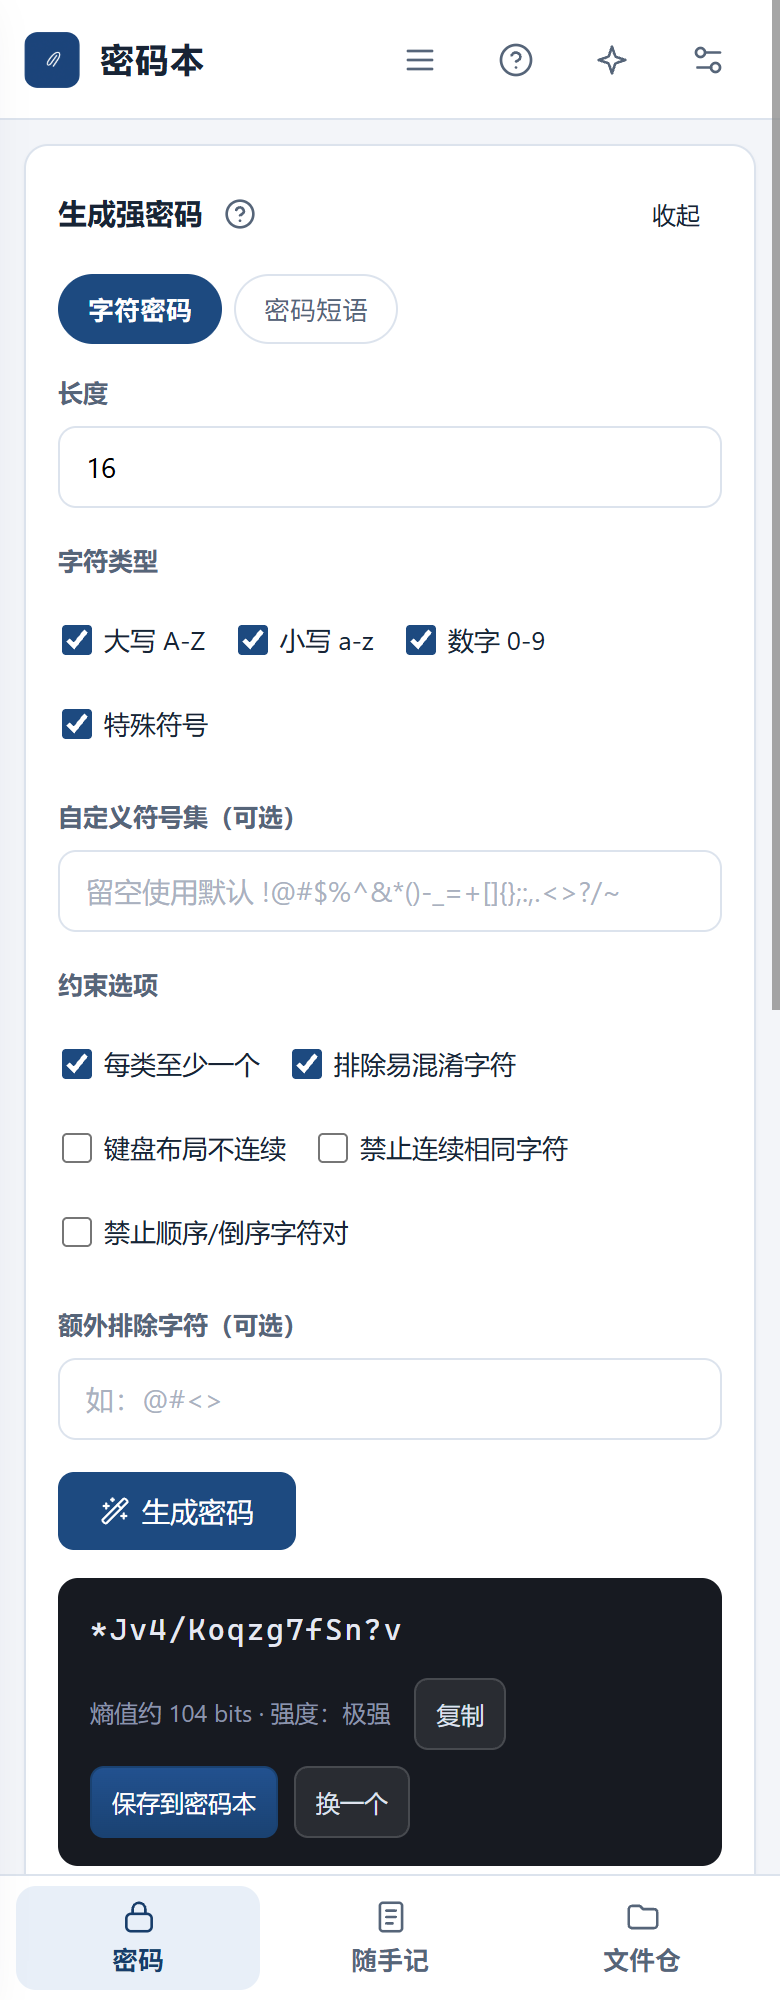 密码本
生成强密码
收起
字符密码 密码短语
长度
16
字符类型
大写 A-Z 小写 a-z 数字 0-9
特殊符号
自定义符号集（可选）
留空使用默认 !@#$%^&*()-_=+[]{};:,.<>?/~
约束选项
每类至少一个 排除易混淆字符
键盘布局不连续 禁止连续相同字符
禁止顺序/倒序字符对
额外排除字符（可选）
如：@#<>
生成密码
*Jv4/Koqzg7fSn?v
熵值约 104 bits · 强度：极强 复制
保存到密码本 换一个
密码 随手记 文件仓